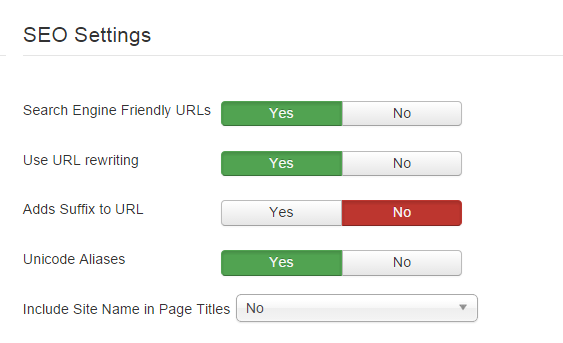 SEO Settings
Search Engine Friendly URLs Yes No
Use URL rewriting Yes No
Adds Suffix to URL Yes No
Unicode Aliases Yes No
Include Site Name in Page Titles No